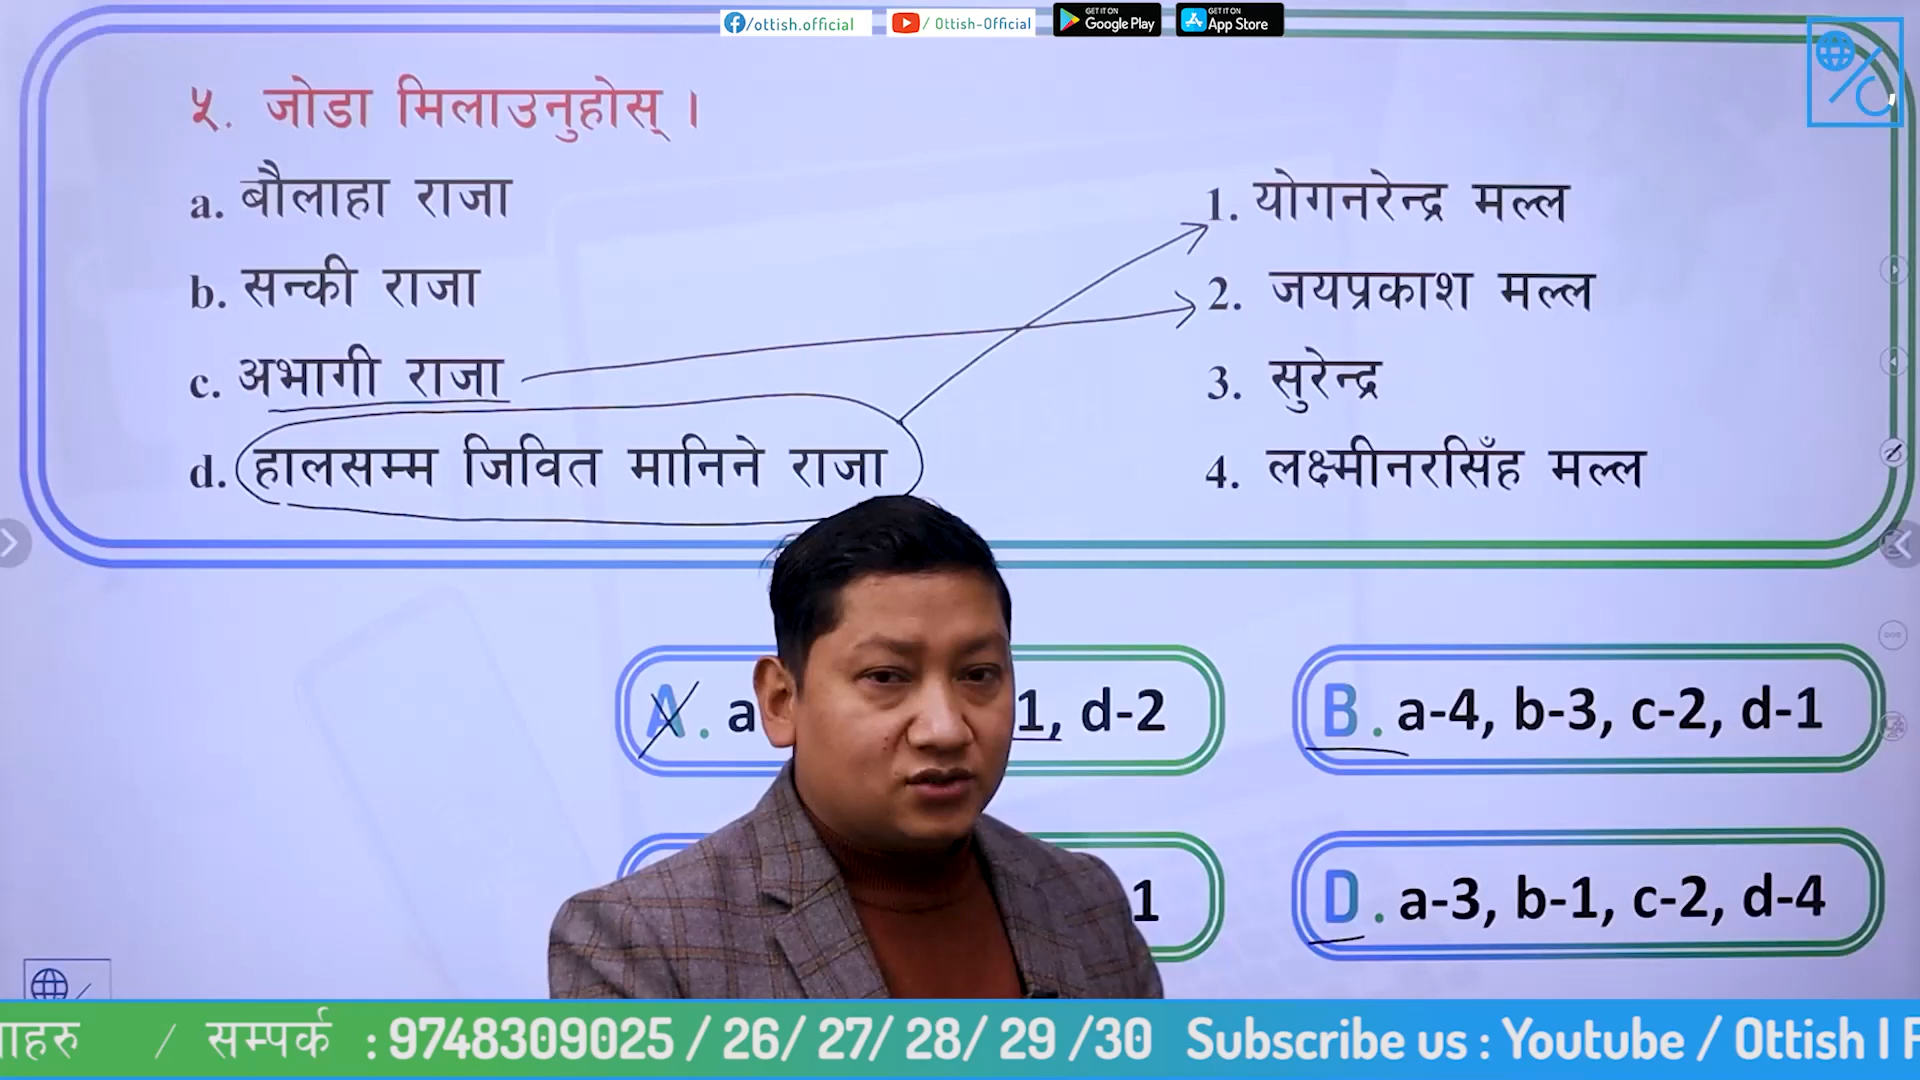 /ottish.official / Ottish-Official GET IT ON Google Play GET IT ON App Store
५. जोडा मिलाउनुहोस् ।
a. बौलाहा राजा
1. योगनरेन्द्र मल्ल
b. सन्की राजा
2. जयप्रकाश मल्ल
c. अभागी राजा
3. सुरेन्द्र
d. हालसम्म जिवित मानिने राजा
4. लक्ष्मीनरसिँह मल्ल
A. a 1, d-2
B. a-4, b-3, c-2, d-1
1
D. a-3, b-1, c-2, d-4
/ सम्पर्क : 9748309025 / 26/ 27/ 28/ 29 /30 Subscribe us : Youtube / Ottish I F